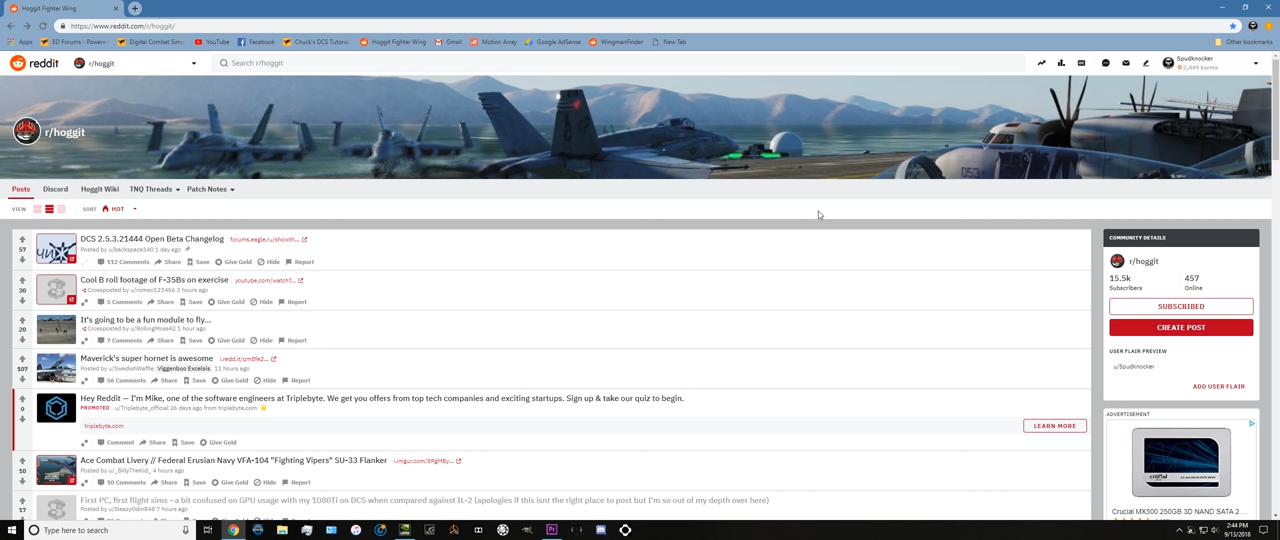 Hoggit Fighter Wing
https://www.reddit.com/r/hoggit/
Apps ED Forums - Powere Digital Combat Simu YouTube Facebook Chuck's DCS Tutoria Hoggit Fighter Wing Gmail Motion Array Google AdSense WingmanFinder New Tab Other bookmarks
reddit r/hoggit Search r/hoggit Spudknocker
2,449 karma
r/hoggit
053
Posts Discord Hoggit Wiki TNQ Threads Patch Notes
VIEW SORT HOT
57
DCS 2.5.3.21444 Open Beta Changelog forums.eagle.ru/showth...
Posted by u/backspace340 1 day ago
112 Comments Share Save Give Gold Hide Report
30
Cool B roll footage of F-35Bs on exercise youtube.com/watch?...
Crossposted by u/romeo123456 3 hours ago
5 Comments Share Save Give Gold Hide Report
20
It's going to be a fun module to fly...
Crossposted by u/RollingMoss42 1 hour ago
7 Comments Share Save Give Gold Hide Report
107
Maverick's super hornet is awesome i.redd.it/qm8fe2...
Posted by u/SwedishWaffle Viggenboo Excelsis 11 hours ago
56 Comments Share Save Give Gold Hide Report
0
Hey Reddit — I'm Mike, one of the software engineers at Triplebyte. We get you offers from top tech companies and exciting startups. Sign up & take our quiz to begin.
PROMOTED · u/Triplebyte_official 26 days ago from triplebyte.com
triplebyte.com LEARN MORE
Comment Share Save Give Gold
10
Ace Combat Livery // Federal Erusian Navy VFA-104 "Fighting Vipers" SU-33 Flanker i.imgur.com/8PgMBy...
Posted by u/_BillyTheKid_ 4 hours ago
10 Comments Share Save Give Gold Hide Report
17
First PC, first flight sims - a bit confused on GPU usage with my 1080Ti on DCS when compared against IL-2 (apologies if this isnt the right place to post but I'm so out of my depth over here)
Posted by u/SleazyOdin840 7 hours ago
COMMUNITY DETAILS
r/hoggit
15.5k 457
Subscribers Online
SUBSCRIBED
CREATE POST
USER FLAIR PREVIEW
u/Spudknocker
ADD USER FLAIR
ADVERTISEMENT
Crucial MX500 250GB 3D NAND SATA 2....
Type here to search
2:44 PM
9/13/2018